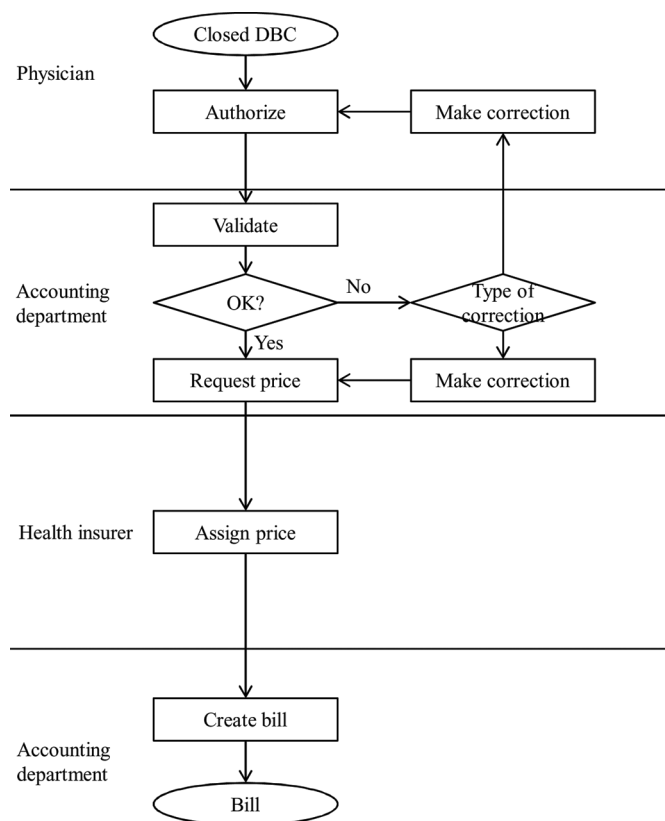 Closed DBC
Physician
Authorize
Make correction
Validate
Accounting
department
OK?
No
Type of
correction
Yes
Request price
Make correction
Health insurer
Assign price
Create bill
Accounting
department
Bill